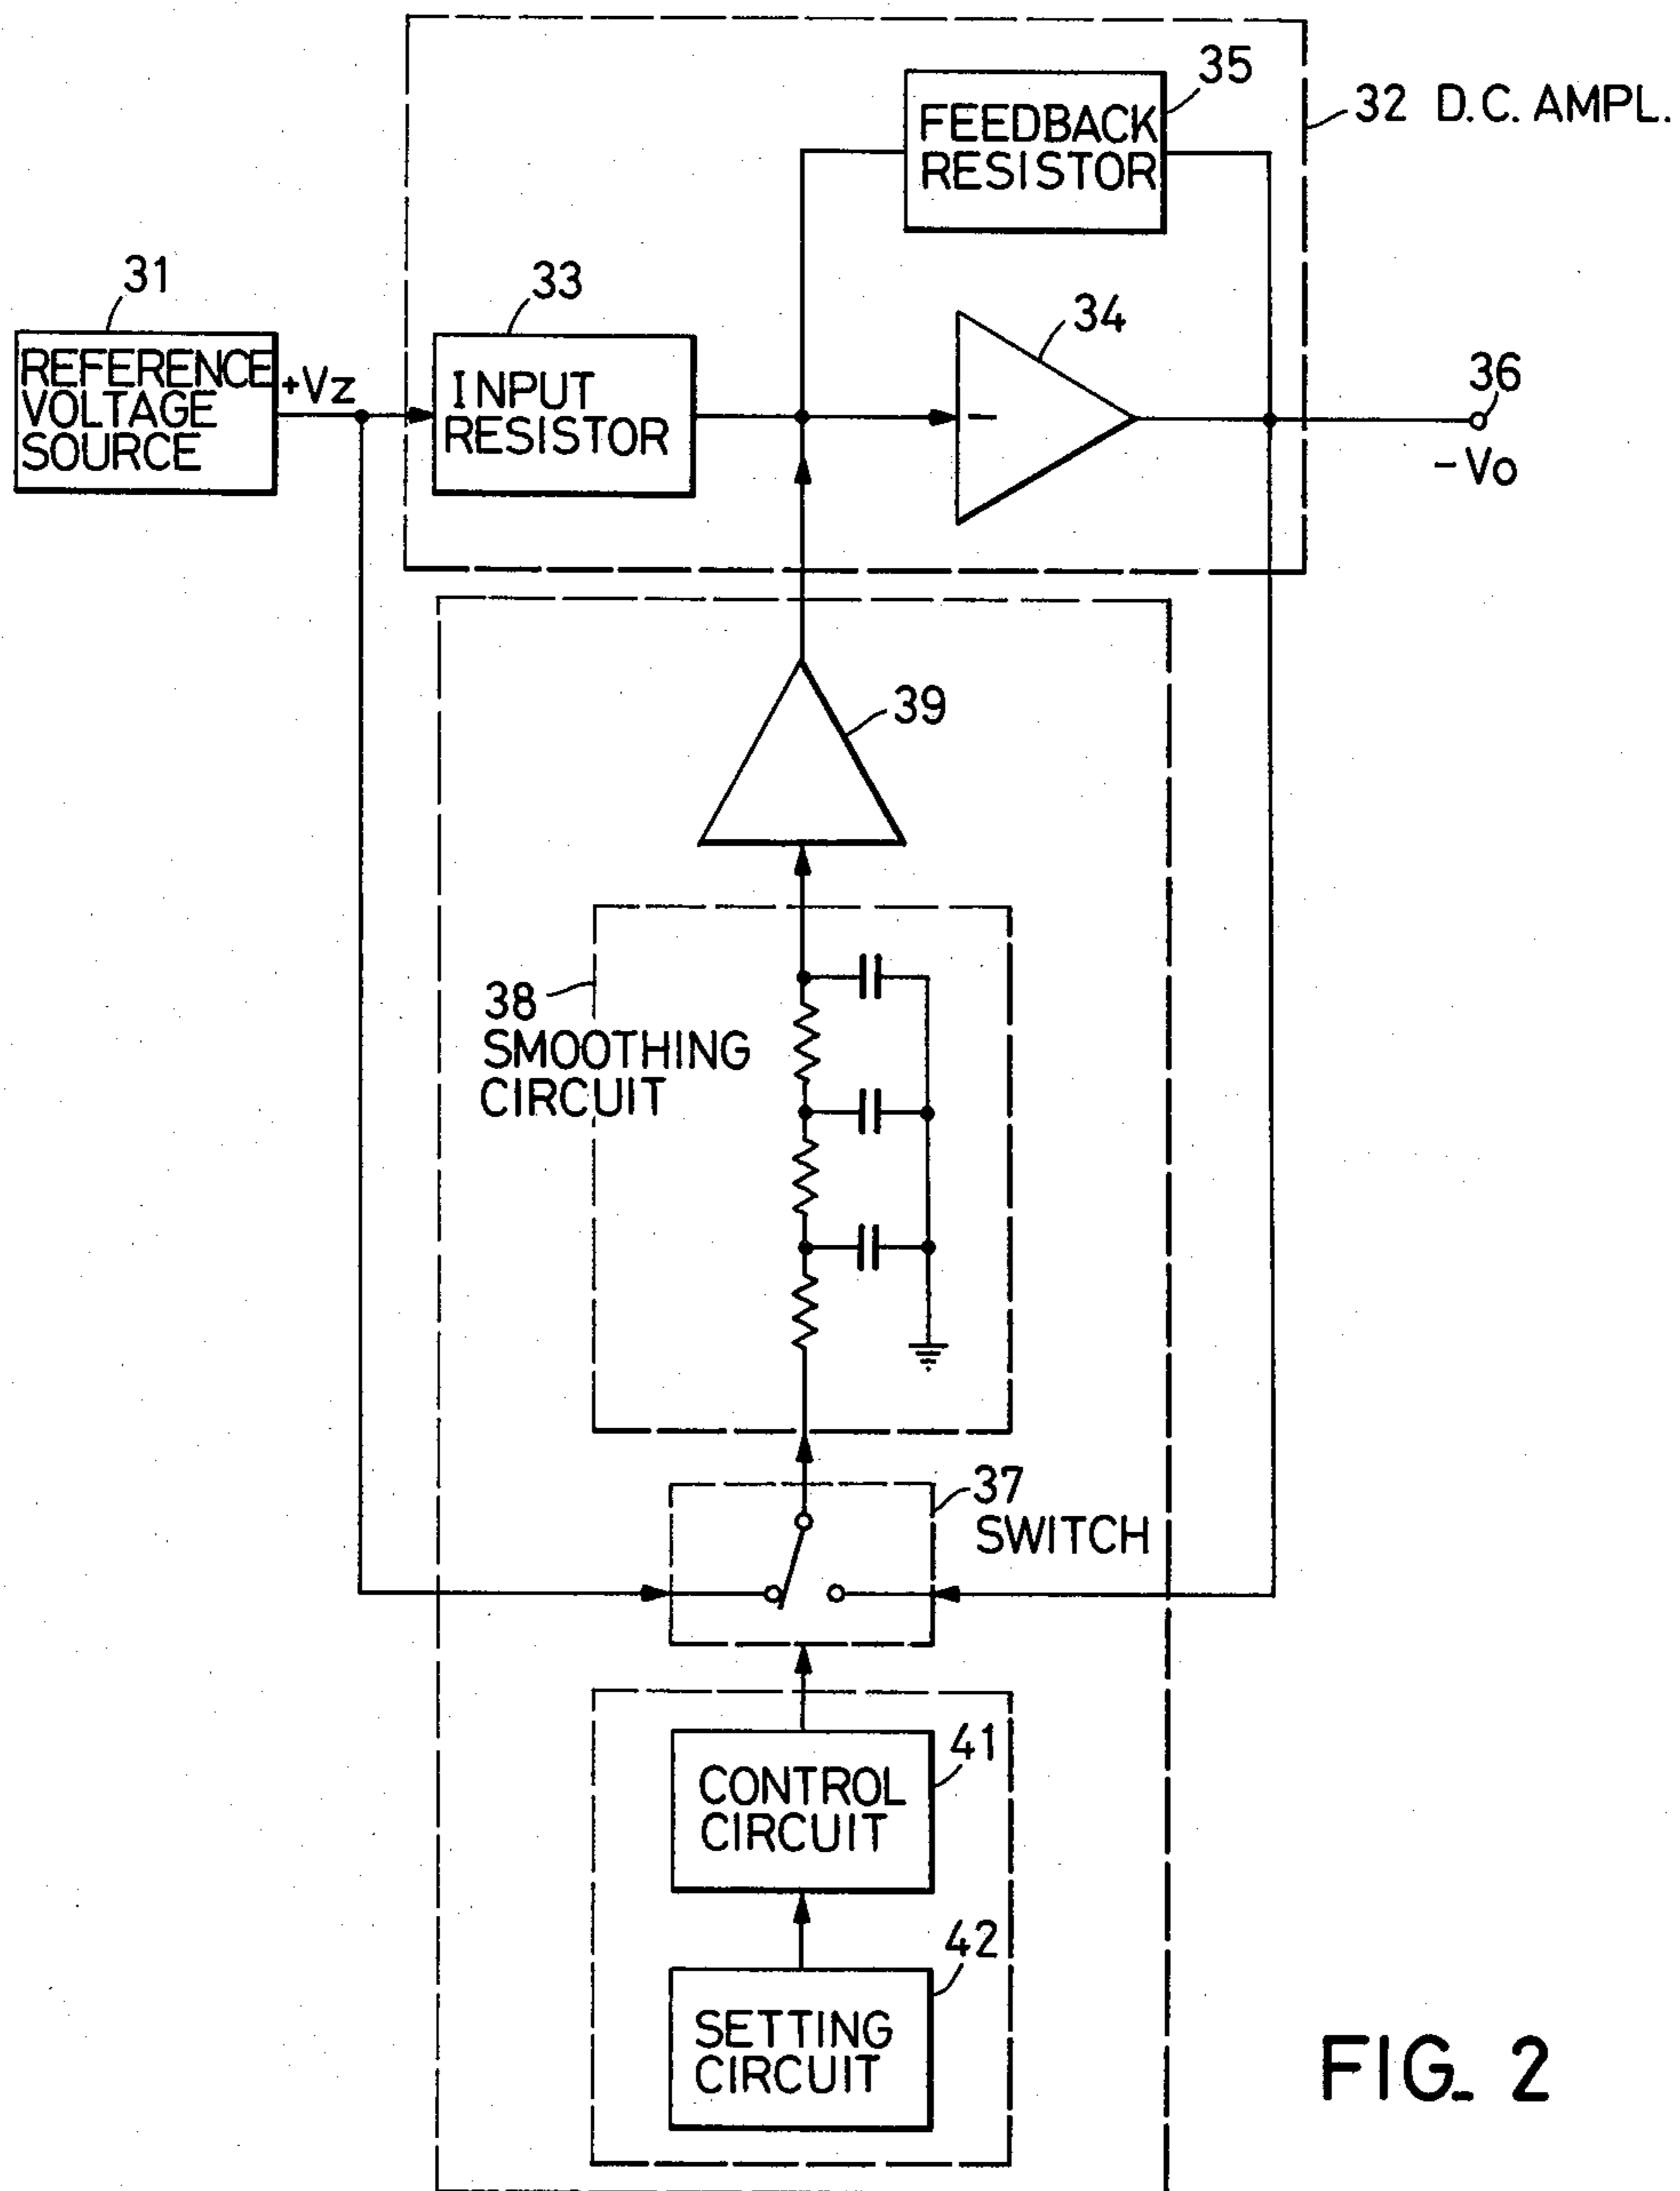 35
FEEDBACK
RESISTOR
32 D.C. AMPL.
31
33
34
REFERENCE
VOLTAGE
SOURCE
+Vz
INPUT
RESISTOR
−
36
−Vo
39
38
SMOOTHING
CIRCUIT
37
SWITCH
41
CONTROL
CIRCUIT
42
SETTING
CIRCUIT
FIG. 2